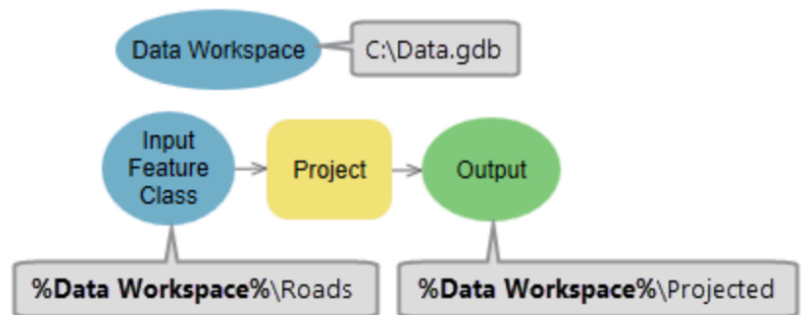 Data Workspace
C:\Data.gdb
Input
Feature
Class
Project
Output
%Data Workspace%\Roads
%Data Workspace%\Projected